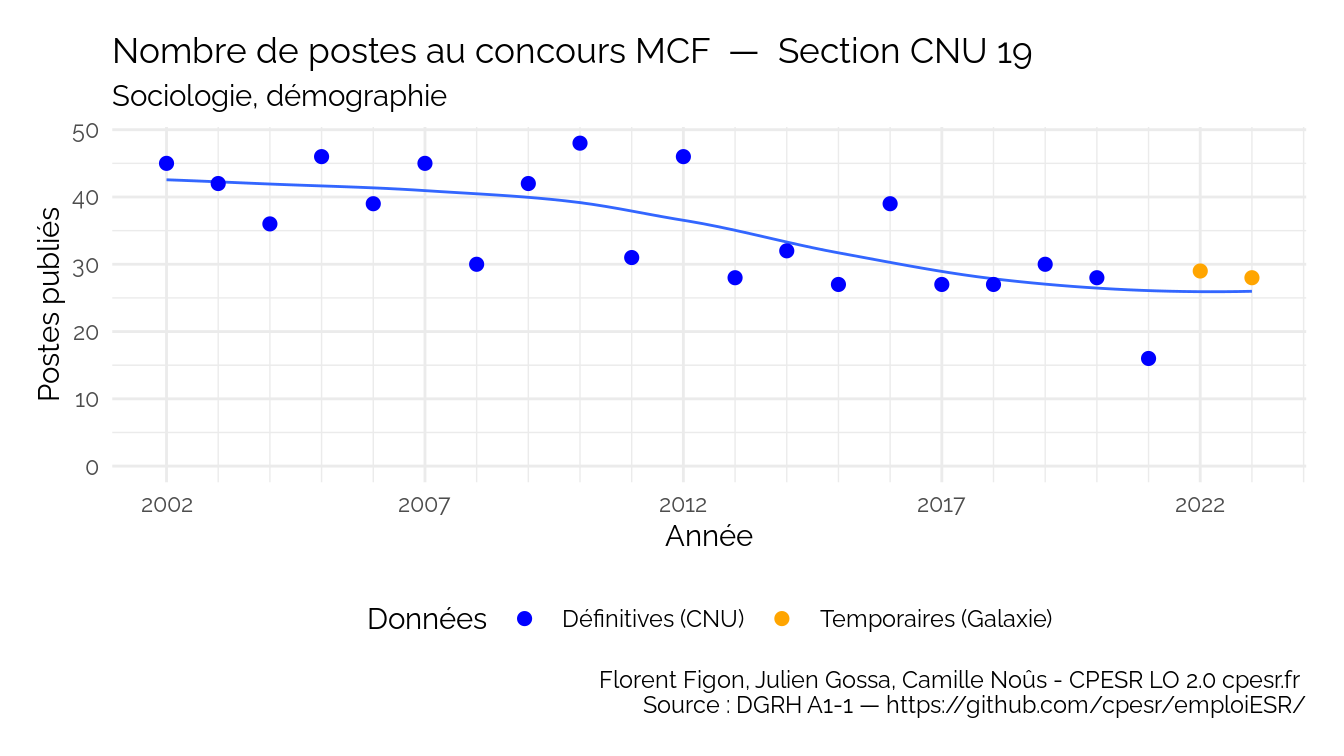 Nombre de postes au concours MCF — Section CNU 19
Sociologie, démographie
Postes publiés
50
40
30
20
10
0
2002 2007 2012 2017 2022
Année
Données Définitives (CNU) Temporaires (Galaxie)
Florent Figon, Julien Gossa, Camille Noûs - CPESR LO 2.0 cpesr.fr
Source : DGRH A1-1 — https://github.com/cpesr/emploiESR/